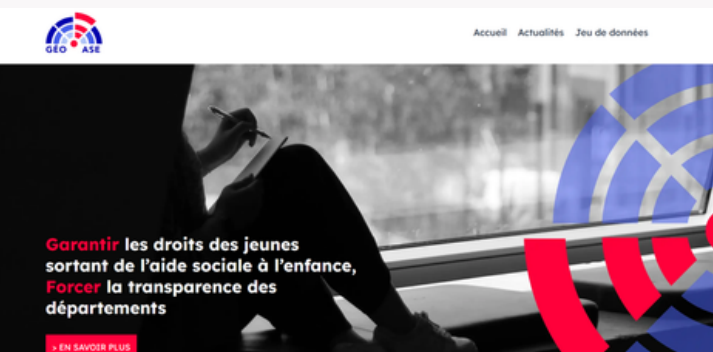 GÉO ASE
Accueil Actualités Jeu de données
Garantir les droits des jeunes
sortant de l'aide sociale à l'enfance,
Forcer la transparence des
départements
> EN SAVOIR PLUS